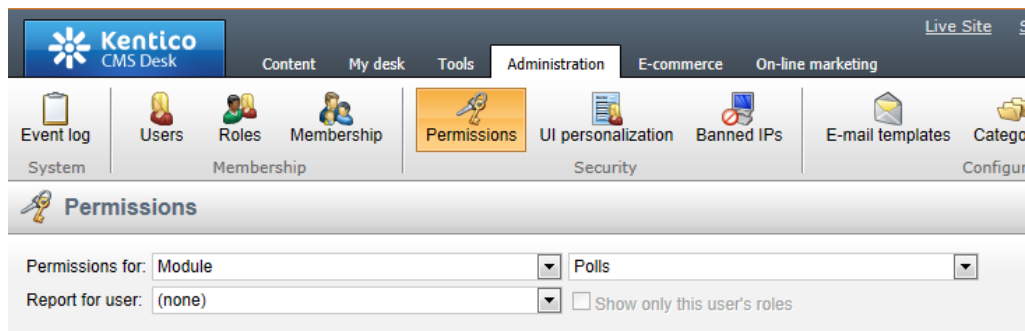 Live Site
Kentico
CMS Desk
Content My desk Tools Administration E-commerce On-line marketing
Event log Users Roles Membership Permissions UI personalization Banned IPs E-mail templates
System Membership Security
Permissions
Permissions for: Module Polls
Report for user: (none) Show only this user's roles